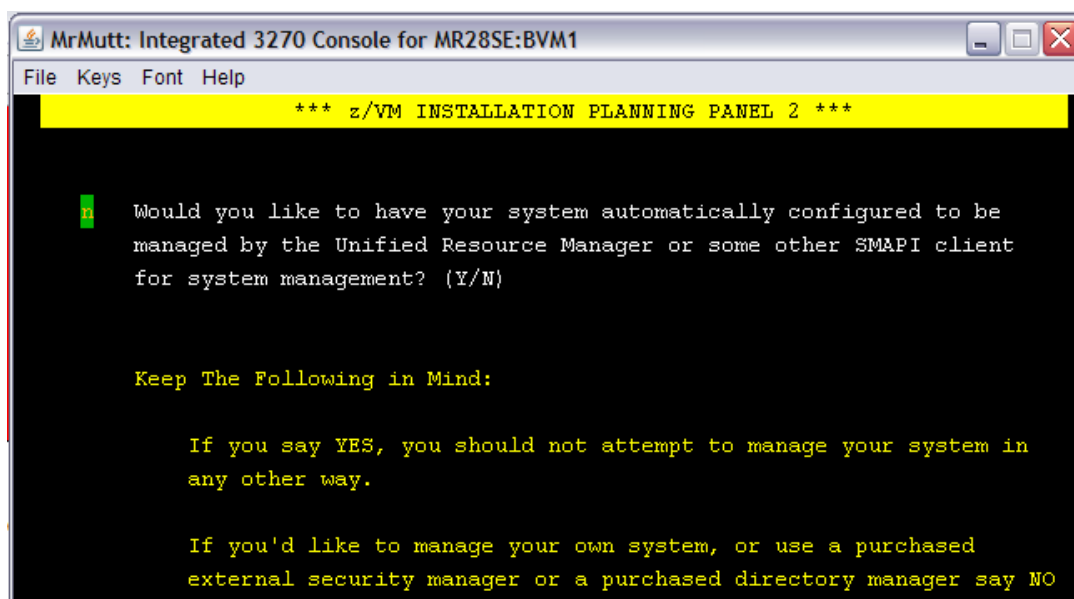 MrMutt: Integrated 3270 Console for MR28SE:BVM1
File Keys Font Help
*** z/VM INSTALLATION PLANNING PANEL 2 ***
n Would you like to have your system automatically configured to be
managed by the Unified Resource Manager or some other SMAPI client
for system management? (Y/N)
Keep The Following in Mind:
If you say YES, you should not attempt to manage your system in
any other way.
If you'd like to manage your own system, or use a purchased
external security manager or a purchased directory manager say NO